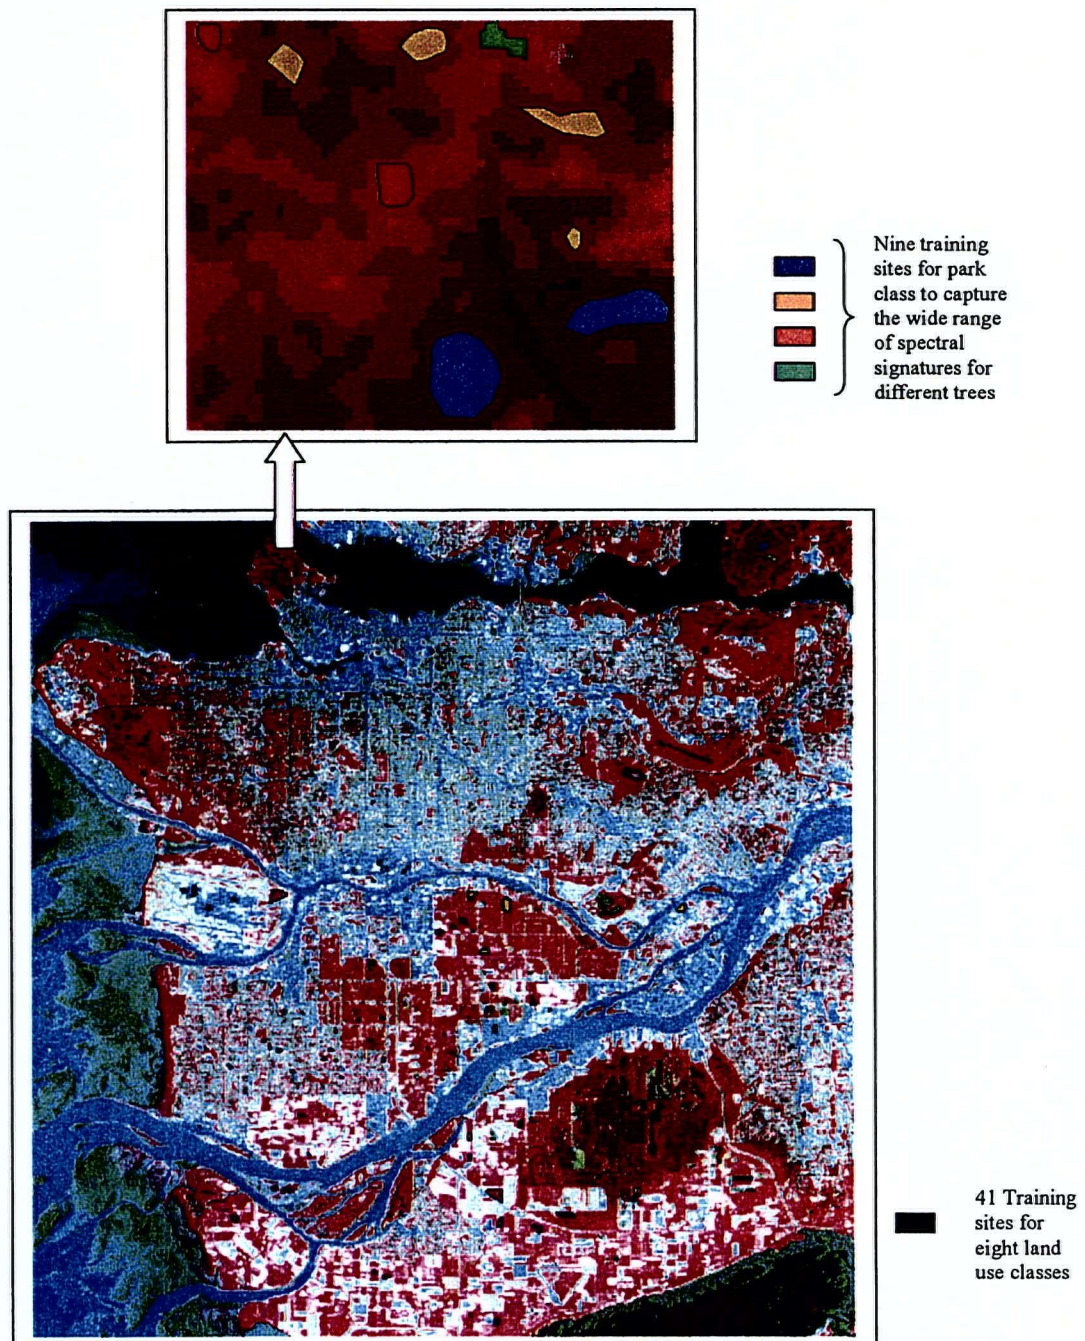 Nine training
sites for park
class to capture
the wide range
of spectral
signatures for
different trees
41 Training
sites for
eight land
use classes